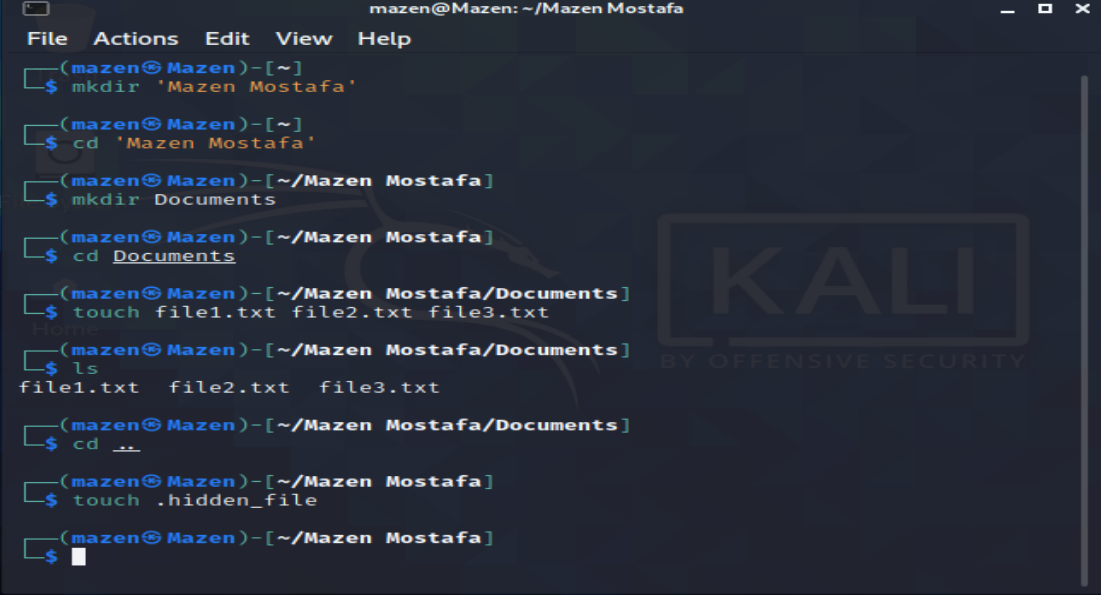 mazen@Mazen: ~/Mazen Mostafa
File Actions Edit View Help
┌──(mazen㉿Mazen)-[~]
└─$ mkdir 'Mazen Mostafa'
┌──(mazen㉿Mazen)-[~]
└─$ cd 'Mazen Mostafa'
┌──(mazen㉿Mazen)-[~/Mazen Mostafa]
└─$ mkdir Documents
┌──(mazen㉿Mazen)-[~/Mazen Mostafa]
└─$ cd Documents
┌──(mazen㉿Mazen)-[~/Mazen Mostafa/Documents]
└─$ touch file1.txt file2.txt file3.txt
Home
┌──(mazen㉿Mazen)-[~/Mazen Mostafa/Documents]
└─$ ls
file1.txt file2.txt file3.txt
┌──(mazen㉿Mazen)-[~/Mazen Mostafa/Documents]
└─$ cd ..
┌──(mazen㉿Mazen)-[~/Mazen Mostafa]
└─$ touch .hidden_file
┌──(mazen㉿Mazen)-[~/Mazen Mostafa]
└─$
KALI
BY OFFENSIVE SECURITY